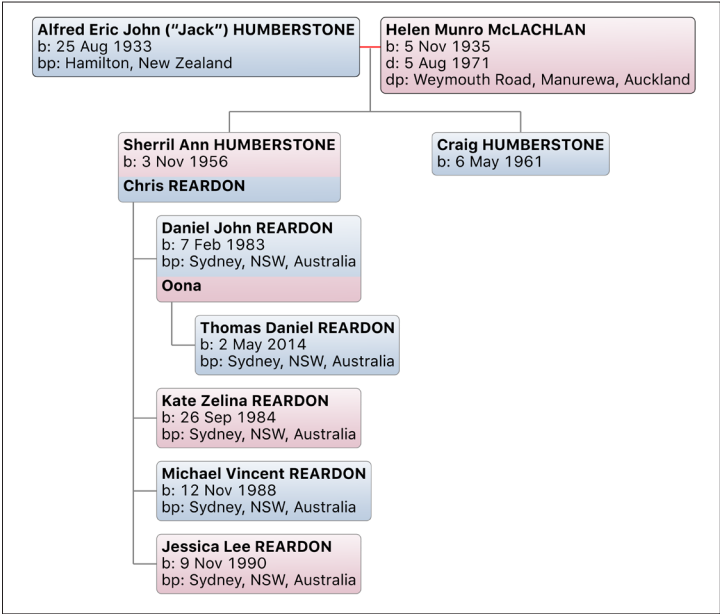 Alfred Eric John (“Jack”) HUMBERSTONE
b: 25 Aug 1933
bp: Hamilton, New Zealand
Helen Munro McLACHLAN
b: 5 Nov 1935
d: 5 Aug 1971
dp: Weymouth Road, Manurewa, Auckland
Sherril Ann HUMBERSTONE
b: 3 Nov 1956
Chris REARDON
Craig HUMBERSTONE
b: 6 May 1961
Daniel John REARDON
b: 7 Feb 1983
bp: Sydney, NSW, Australia
Oona
Thomas Daniel REARDON
b: 2 May 2014
bp: Sydney, NSW, Australia
Kate Zelina REARDON
b: 26 Sep 1984
bp: Sydney, NSW, Australia
Michael Vincent REARDON
b: 12 Nov 1988
bp: Sydney, NSW, Australia
Jessica Lee REARDON
b: 9 Nov 1990
bp: Sydney, NSW, Australia